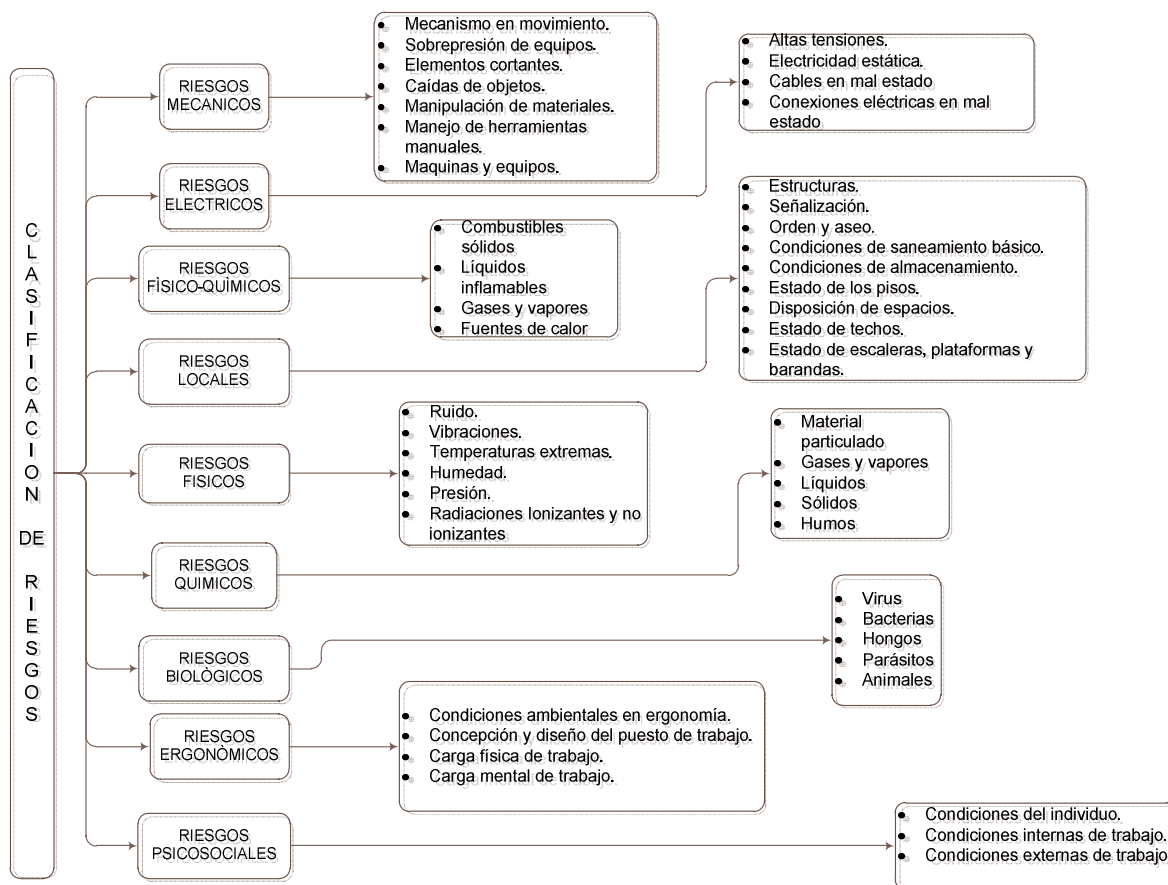 CLASIFICACION DE RIESGOS
RIESGOS
MECANICOS
• Mecanismo en movimiento.
• Sobrepresión de equipos.
• Elementos cortantes.
• Caídas de objetos.
• Manipulación de materiales.
• Manejo de herramientas
manuales.
• Maquinas y equipos.
RIESGOS
ELECTRICOS
• Altas tensiones.
• Electricidad estática.
• Cables en mal estado
• Conexiones eléctricas en mal
estado
RIESGOS
FÌSICO-QUÌMICOS
• Combustibles
sólidos
• Líquidos
inflamables
• Gases y vapores
• Fuentes de calor
RIESGOS
LOCALES
• Estructuras.
• Señalización.
• Orden y aseo.
• Condiciones de saneamiento básico.
• Condiciones de almacenamiento.
• Estado de los pisos.
• Disposición de espacios.
• Estado de techos.
• Estado de escaleras, plataformas y
barandas.
RIESGOS
FISICOS
• Ruido.
• Vibraciones.
• Temperaturas extremas.
• Humedad.
• Presión.
• Radiaciones Ionizantes y no
ionizantes
RIESGOS
QUIMICOS
• Material
particulado
• Gases y vapores
• Líquidos
• Sólidos
• Humos
RIESGOS
BIOLÒGICOS
• Virus
• Bacterias
• Hongos
• Parásitos
• Animales
RIESGOS
ERGONÒMICOS
• Condiciones ambientales en ergonomía.
• Concepción y diseño del puesto de trabajo.
• Carga física de trabajo.
• Carga mental de trabajo.
RIESGOS
PSICOSOCIALES
• Condiciones del individuo.
• Condiciones internas de trabajo.
• Condiciones externas de trabajo